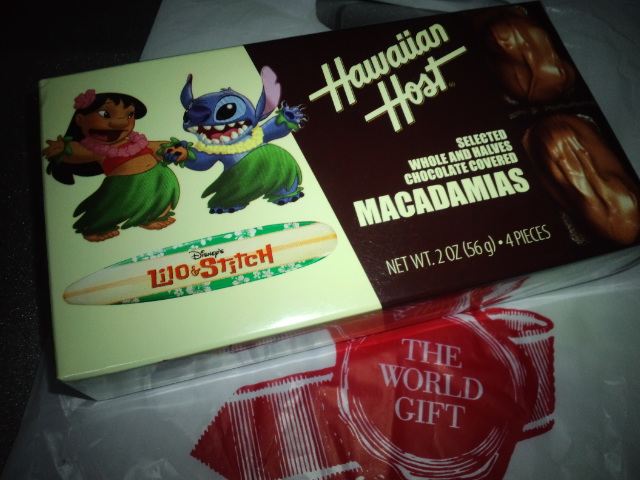 Hawaiian
Host
SELECTED
WHOLE AND HALVES
CHOCOLATE COVERED
MACADAMIAS
NET WT. 2 OZ (56 g) • 4 PIECES
Disney's
Lilo & Stitch
THE
WORLD
GIFT